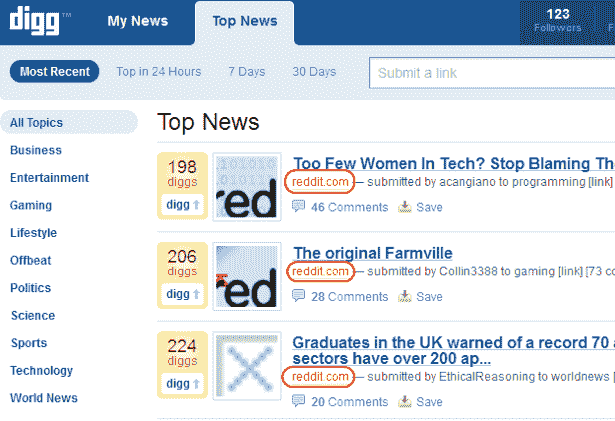 digg™
My News
Top News
123
Followers
Most Recent
Top in 24 Hours
7 Days
30 Days
Submit a link
All Topics
Business
Entertainment
Gaming
Lifestyle
Offbeat
Politics
Science
Sports
Technology
World News
Top News
198
diggs
digg
red
Too Few Women In Tech? Stop Blaming Th
reddit.com — submitted by acangiano to programming [link]
46 Comments
Save
206
diggs
digg
red
The original Farmville
reddit.com — submitted by Collin3388 to gaming [link] [73 co
28 Comments
Save
224
diggs
digg
Graduates in the UK warned of a record 70 a
sectors have over 200 ap...
reddit.com — submitted by EthicalReasoning to worldnews [
20 Comments
Save